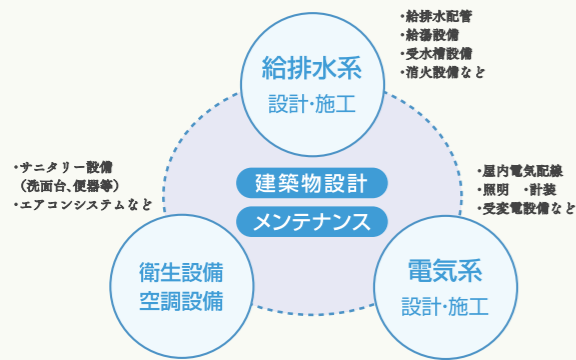 給排水系
設計・施工
・給排水配管
・給湯設備
・受水槽設備
・消火設備など
建築物設計
メンテナンス
・サニタリー設備
（洗面台、便器等）
・エアコンシステムなど
衛生設備
空調設備
・屋内電気配線
・照明　・計装
・受変電設備など
電気系
設計・施工